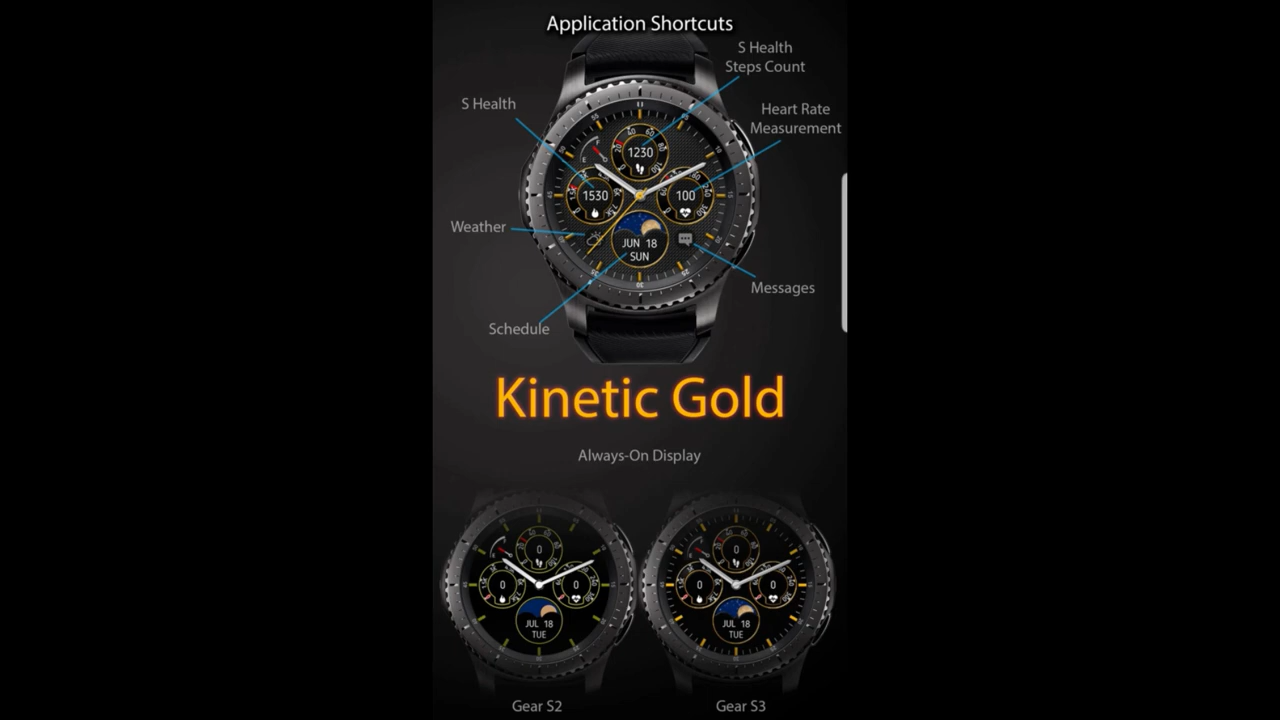 Application Shortcuts
S Health
Steps Count
S Health
Heart Rate
Measurement
1230
1530
100
Weather
JUN 18
SUN
Messages
Schedule
Kinetic Gold
Always-On Display
0
0
0
JUL 18
TUE
0
0
0
JUL 18
TUE
Gear S2
Gear S3